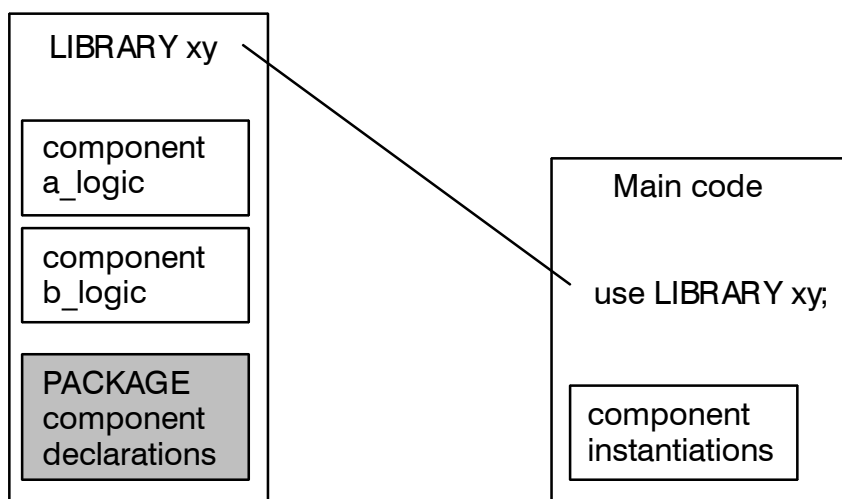 LIBRARY xy
component
a_logic
component
b_logic
PACKAGE
component
declarations
Main code
use LIBRARY xy;
component
instantiations